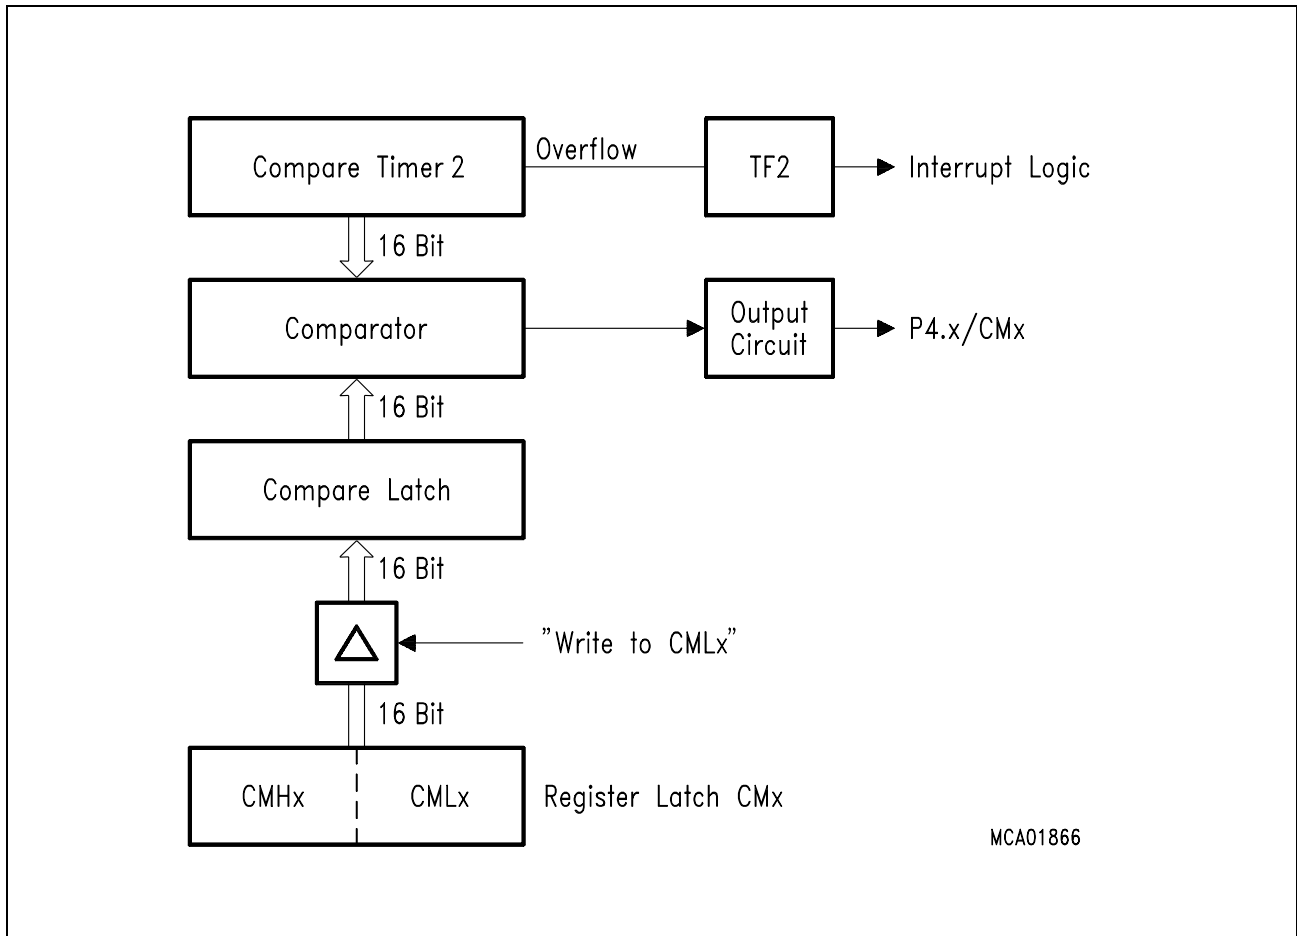 Compare Timer 2
Overflow
TF2
Interrupt Logic
16 Bit
Comparator
Output
Circuit
P4.x/CMx
16 Bit
Compare Latch
16 Bit
"Write to CMLx"
16 Bit
CMHx
CMLx
Register Latch CMx
MCA01866